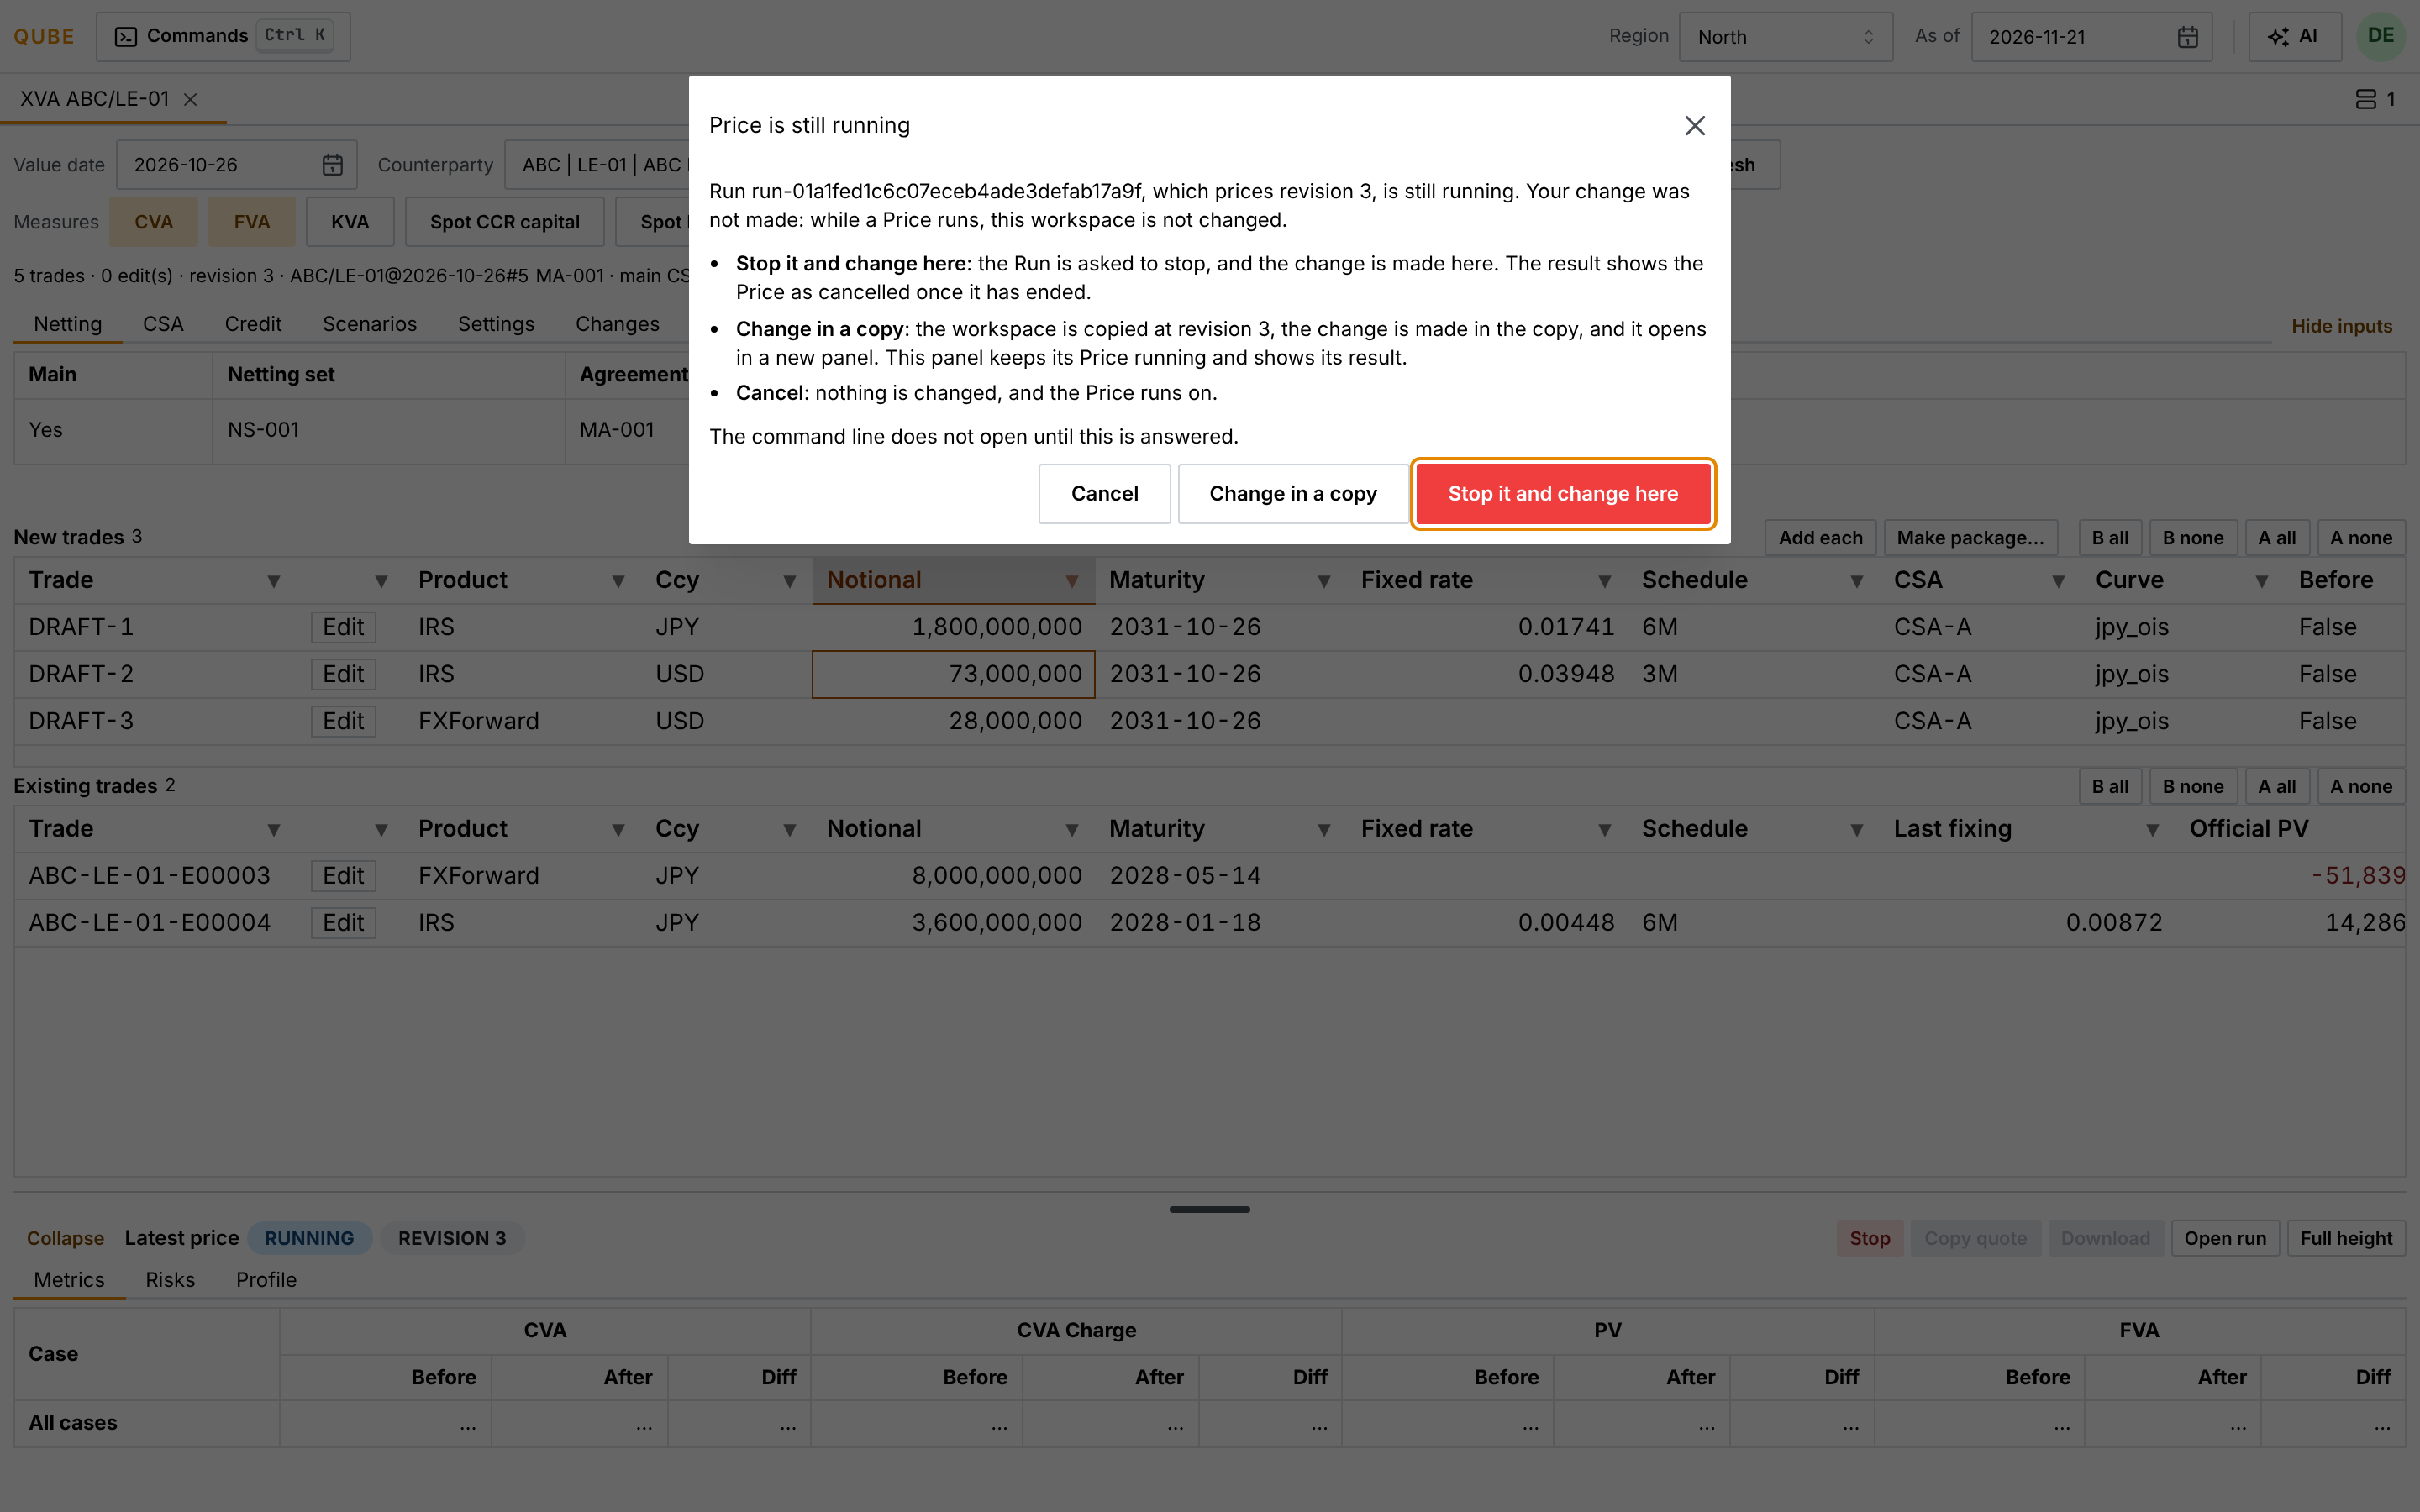 QUBE Commands Ctrl K Region North As of 2026-11-21 AI DE
XVA ABC/LE-01 1
Value date 2026-10-26 Counterparty ABC | LE-01 | ABC
Measures CVA FVA KVA Spot CCR capital Spot
5 trades · 0 edit(s) · revision 3 · ABC/LE-01@2026-10-26#5 MA-001 · main
Netting CSA Credit Scenarios Settings Changes Hide inputs
Main Netting set Agreement
Yes NS-001 MA-001
Price is still running
Run run-01a1fed1c6c07eceb4ade3defab17a9f, which prices revision 3, is still running. Your change was
not made: while a Price runs, this workspace is not changed.
• Stop it and change here: the Run is asked to stop, and the change is made here. The result shows the
Price as cancelled once it has ended.
• Change in a copy: the workspace is copied at revision 3, the change is made in the copy, and it opens
in a new panel. This panel keeps its Price running and shows its result.
• Cancel: nothing is changed, and the Price runs on.
The command line does not open until this is answered.
Cancel Change in a copy Stop it and change here
New trades 3 Add each Make package... B all B none A all A none
Trade Product Ccy Notional Maturity Fixed rate Schedule CSA Curve Before
DRAFT-1 Edit IRS JPY 1,800,000,000 2031-10-26 0.01741 6M CSA-A jpy_ois False
DRAFT-2 Edit IRS USD 73,000,000 2031-10-26 0.03948 3M CSA-A jpy_ois False
DRAFT-3 Edit FXForward USD 28,000,000 2031-10-26 CSA-A jpy_ois False
Existing trades 2 B all B none A all A none
Trade Product Ccy Notional Maturity Fixed rate Schedule Last fixing Official PV
ABC-LE-01-E00003 Edit FXForward JPY 8,000,000,000 2028-05-14 -51,839
ABC-LE-01-E00004 Edit IRS JPY 3,600,000,000 2028-01-18 0.00448 6M 0.00872 14,286
Collapse Latest price RUNNING REVISION 3 Stop Copy quote Download Open run Full height
Metrics Risks Profile
Case CVA CVA Charge PV FVA
Before After Diff Before After Diff Before After Diff Before After Diff
All cases ... ... ... ... ... ... ... ... ... ... ... ...